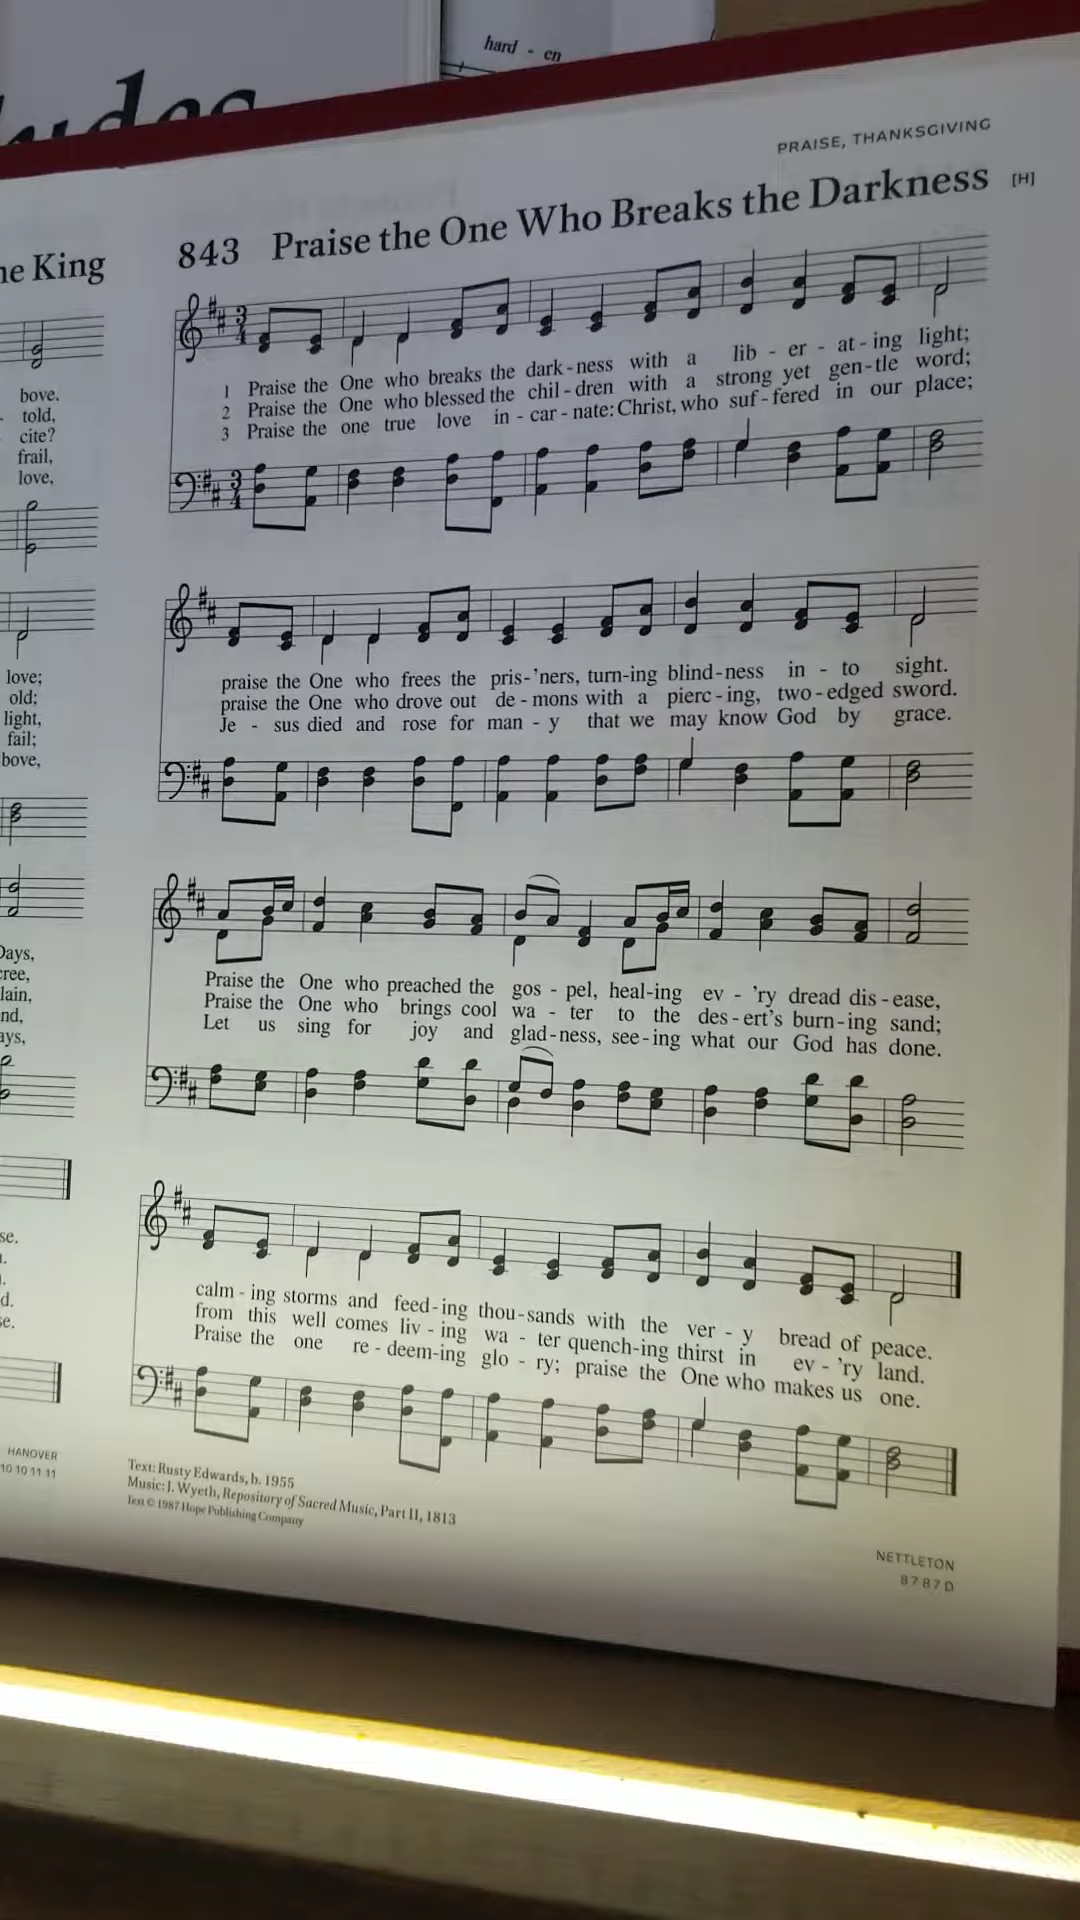 udes
hard - en
PRAISE, THANKSGIVING
he King
843 Praise the One Who Breaks the Darkness [H]
bove.
- told,
cite?
frail,
love,
1 Praise the One who breaks the dark - ness with a lib - er - at - ing light;
2 Praise the One who blessed the chil - dren with a strong yet gen - tle word;
3 Praise the one true love in - car - nate: Christ, who suf - fered in our place;
love;
old;
light,
fail;
bove,
praise the One who frees the pris - 'ners, turn - ing blind - ness in - to sight.
praise the One who drove out de - mons with a pierc - ing, two - edged sword.
Je - sus died and rose for man - y that we may know God by grace.
Days,
cree,
lain,
nd,
ays,
Praise the One who preached the gos - pel, heal - ing ev - 'ry dread dis - ease,
Praise the One who brings cool wa - ter to the des - ert's burn - ing sand;
Let us sing for joy and glad - ness, see - ing what our God has done.
se.
d.
se.
calm - ing storms and feed - ing thou - sands with the ver - y bread of peace.
from this well comes liv - ing wa - ter quench - ing thirst in ev - 'ry land.
Praise the one re - deem - ing glo - ry; praise the One who makes us one.
HANOVER
10 10 11 11
Text: Rusty Edwards, b. 1955
Music: J. Wyeth, Repository of Sacred Music, Part II, 1813
Text © 1987 Hope Publishing Company
NETTLETON
8 7 8 7 D